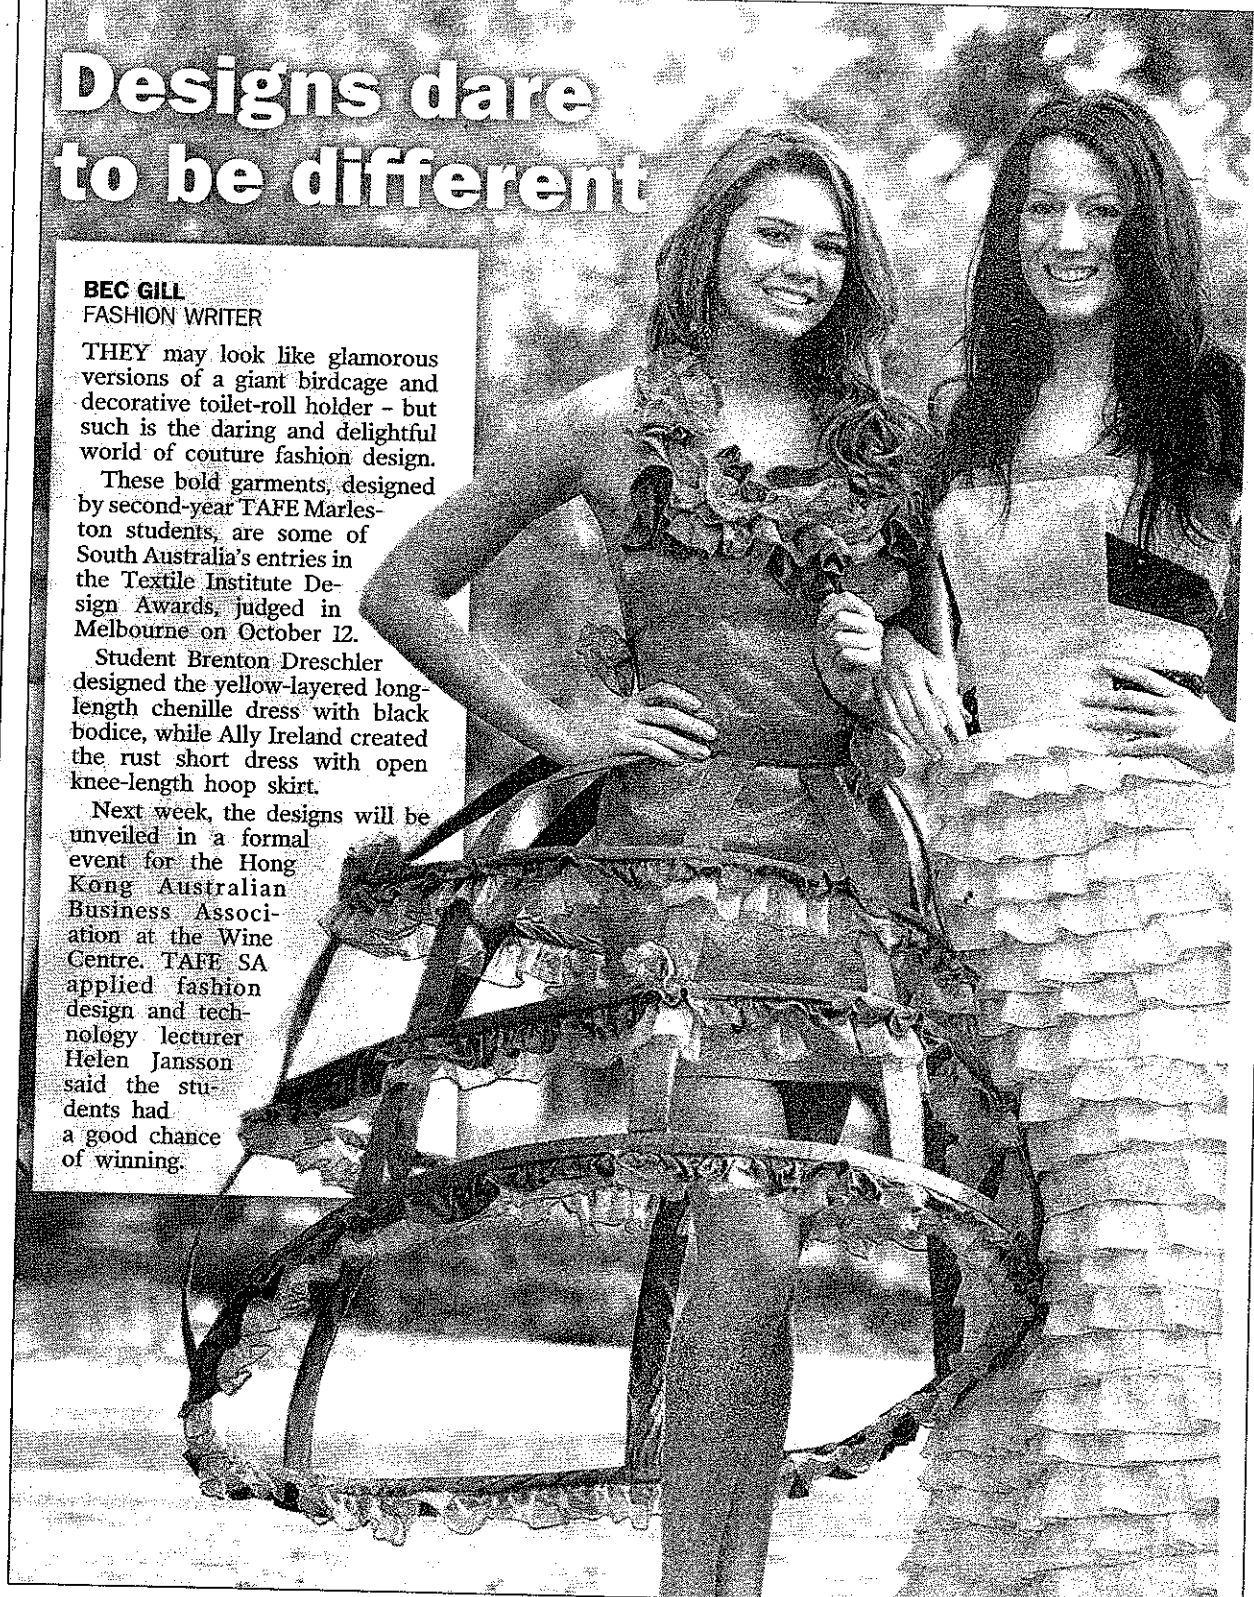 Designs dare
to be different
BEC GILL
FASHION WRITER
THEY may look like glamorous
versions of a giant birdcage and
decorative toilet-roll holder – but
such is the daring and delightful
world of couture fashion design.
These bold garments, designed
by second-year TAFE Marles-
ton students, are some of
South Australia's entries in
the Textile Institute De-
sign Awards, judged in
Melbourne on October 12.
Student Brenton Dreschler
designed the yellow-layered long-
length chenille dress with black
bodice, while Ally Ireland created
the rust short dress with open
knee-length hoop skirt.
Next week, the designs will be
unveiled in a formal
event for the Hong
Kong Australian
Business Associ-
ation at the Wine
Centre. TAFE SA
applied fashion
design and tech-
nology lecturer
Helen Jansson
said the stu-
dents had
a good chance
of winning.